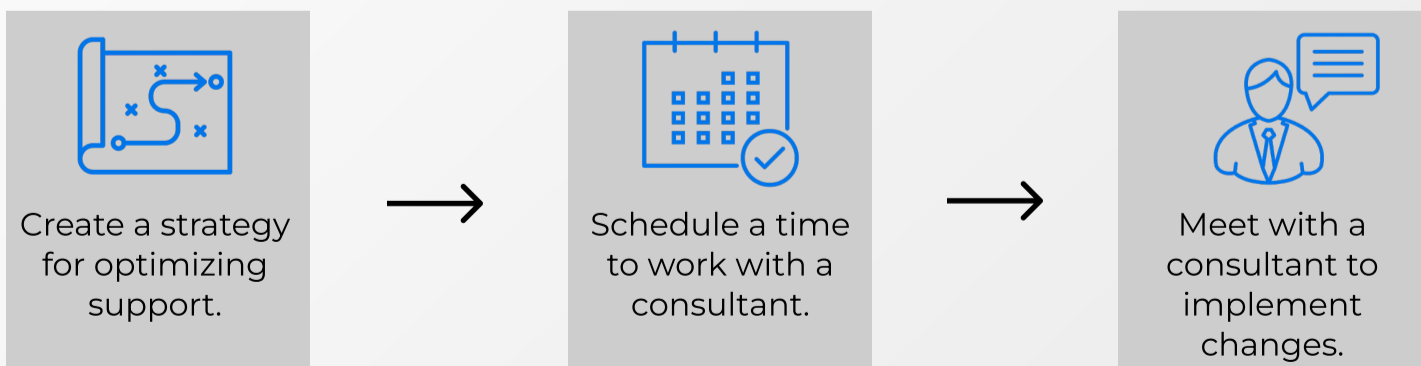 Create a strategy
for optimizing
support.
Schedule a time
to work with a
consultant.
Meet with a
consultant to
implement
changes.